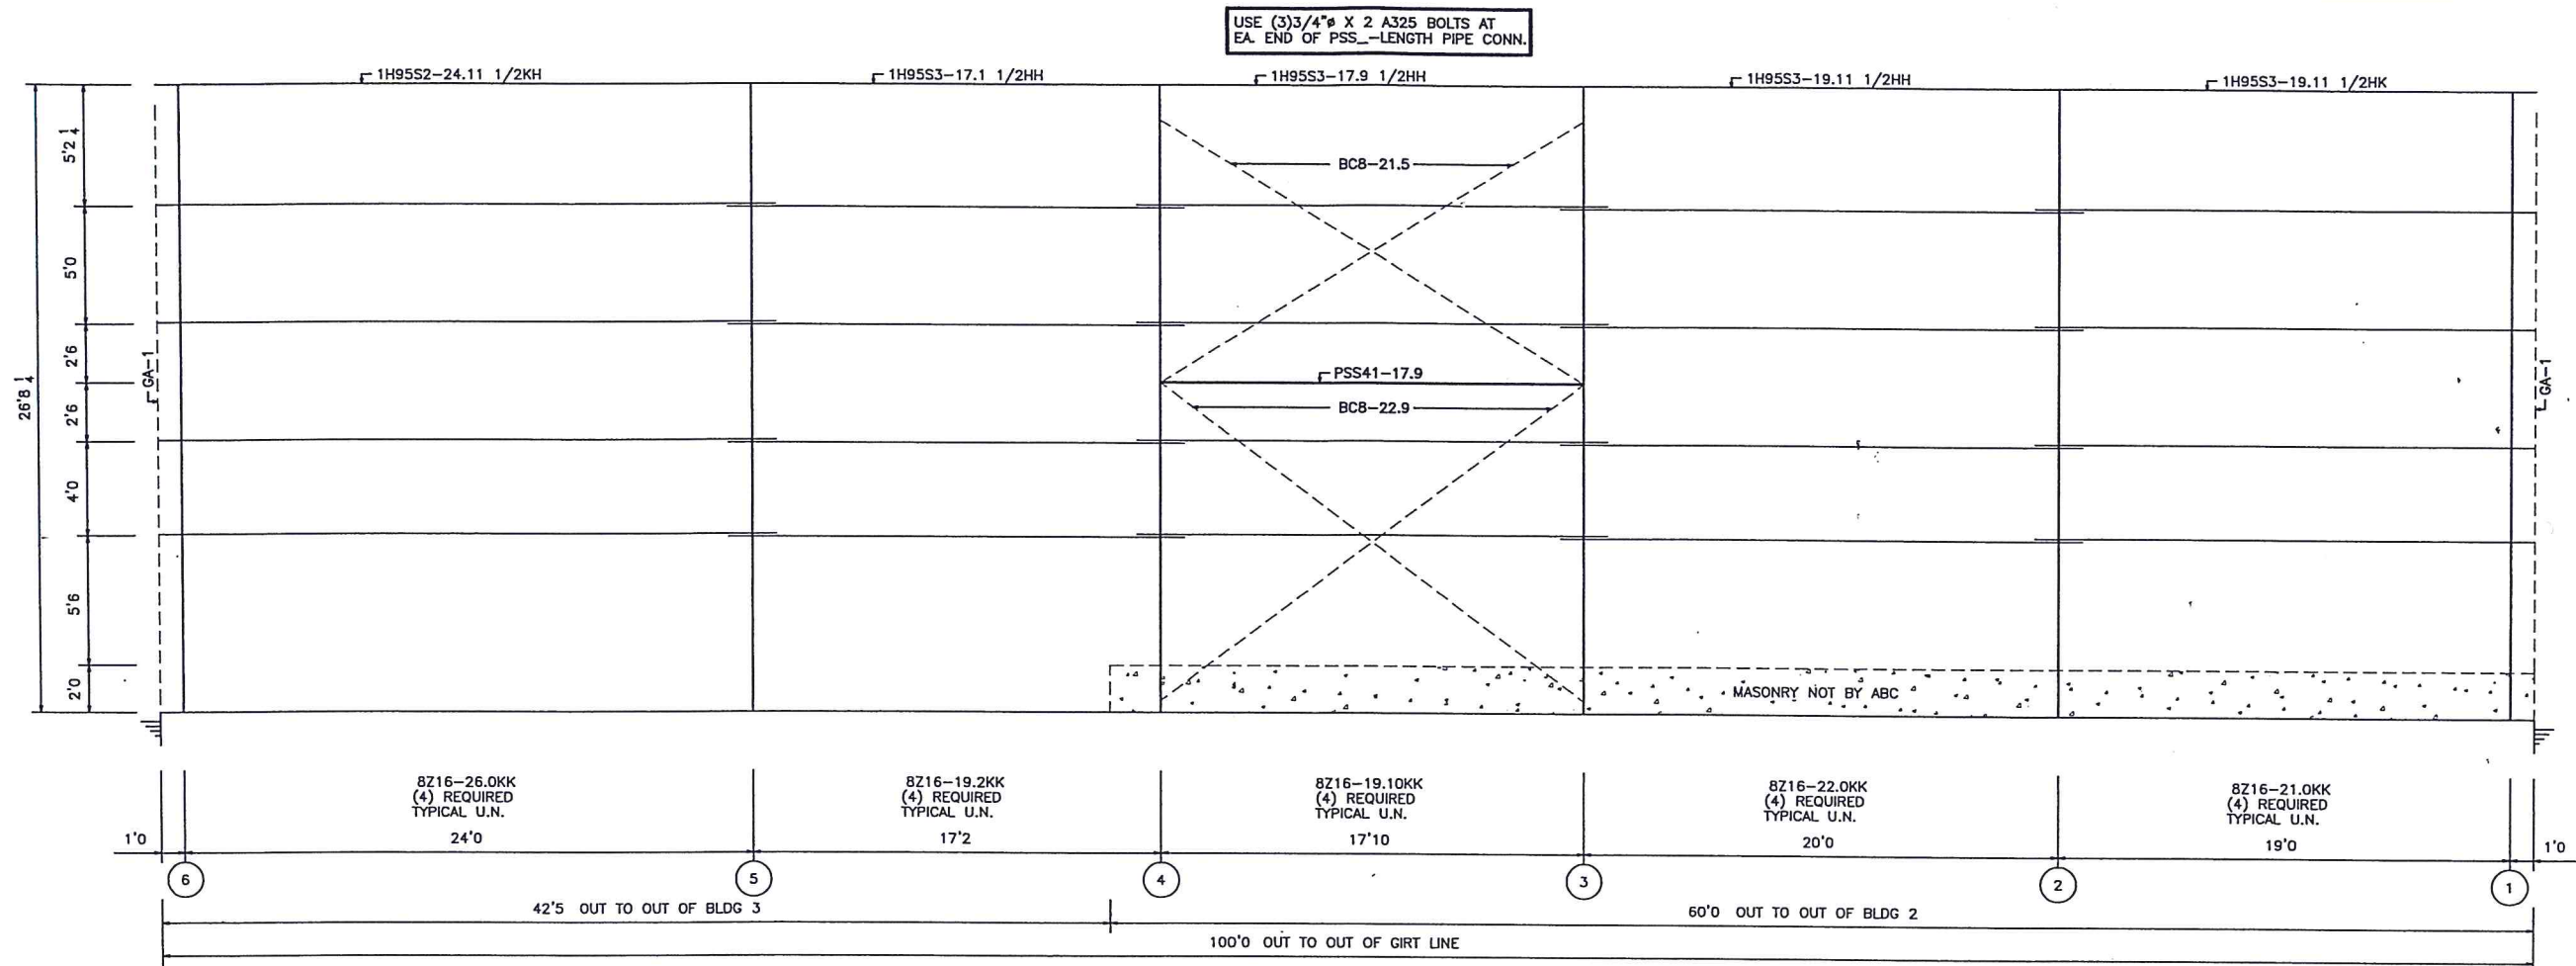 USE (3)3/4"ø X 2 A325 BOLTS AT
EA. END OF PSS_-LENGTH PIPE CONN.
1H95S2-24.11 1/2KH
1H95S3-17.1 1/2HH
1H95S3-17.9 1/2HH
1H95S3-19.11 1/2HH
1H95S3-19.11 1/2HK
5'2 1/4
BC8-21.5
5'0
2'6
GA-1
26'8 1/4
PSS41-17.9
GA-1
2'6
BC8-22.9
4'0
5'6
2'0
MASONRY NOT BY ABC
8Z16-26.0KK
(4) REQUIRED
TYPICAL U.N.
8Z16-19.2KK
(4) REQUIRED
TYPICAL U.N.
8Z16-19.10KK
(4) REQUIRED
TYPICAL U.N.
8Z16-22.0KK
(4) REQUIRED
TYPICAL U.N.
8Z16-21.0KK
(4) REQUIRED
TYPICAL U.N.
1'0
24'0
17'2
17'10
20'0
19'0
1'0
6
5
4
3
2
1
42'5 OUT TO OUT OF BLDG 3
60'0 OUT TO OUT OF BLDG 2
100'0 OUT TO OUT OF GIRT LINE